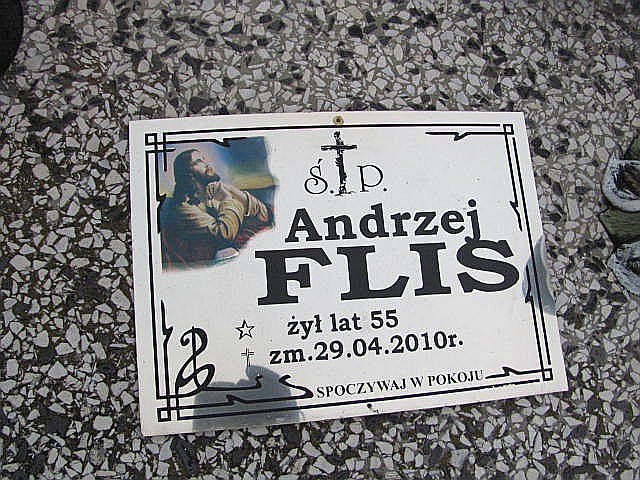 Ś. P.
Andrzej
FLIS
żył lat 55
zm.29.04.2010r.
SPOCZYWAJ W POKOJU